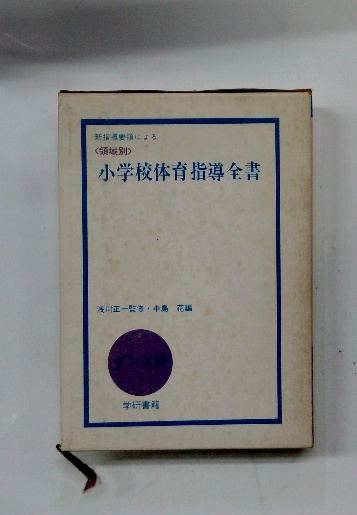 新指導要領による
〈領域別〉
小学校体育指導全書
浅川正一監修・中島 花編
ダンス編
学研書籍